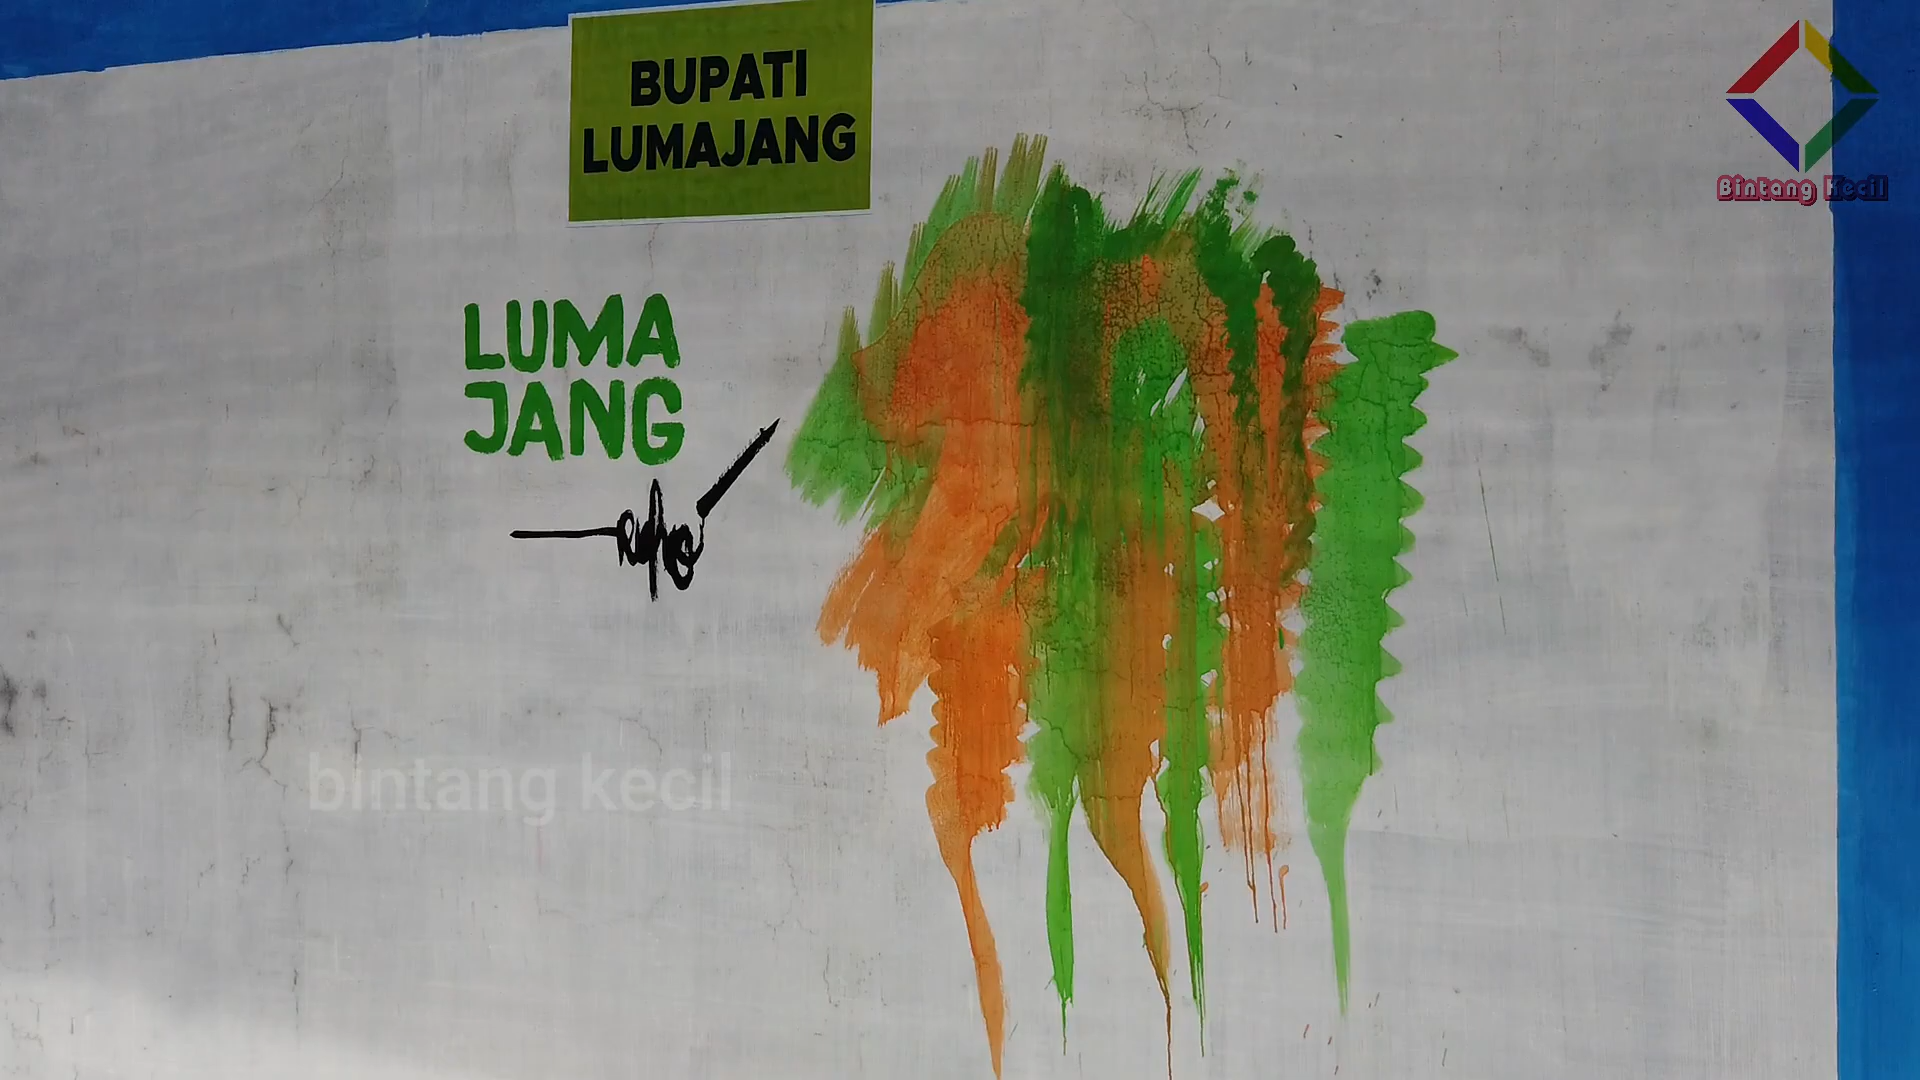 BUPATI
LUMAJANG
Bintang Kecil
LUMA
JANG
bintang kecil